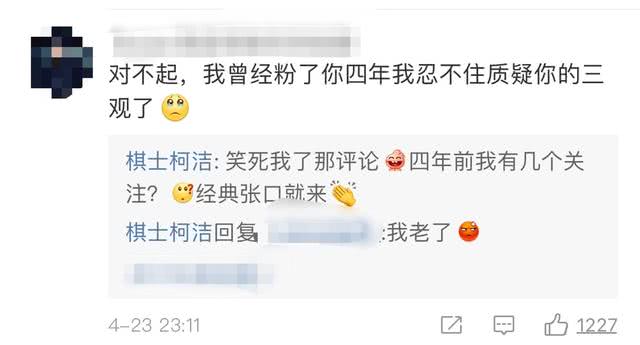 对不起，我曾经粉了你四年我忍不住质疑你的三
观了
棋士柯洁: 笑死我了那评论 四年前我有几个关
注? 经典张口就来
棋士柯洁回复 :我老了
4-23 23:11
1227